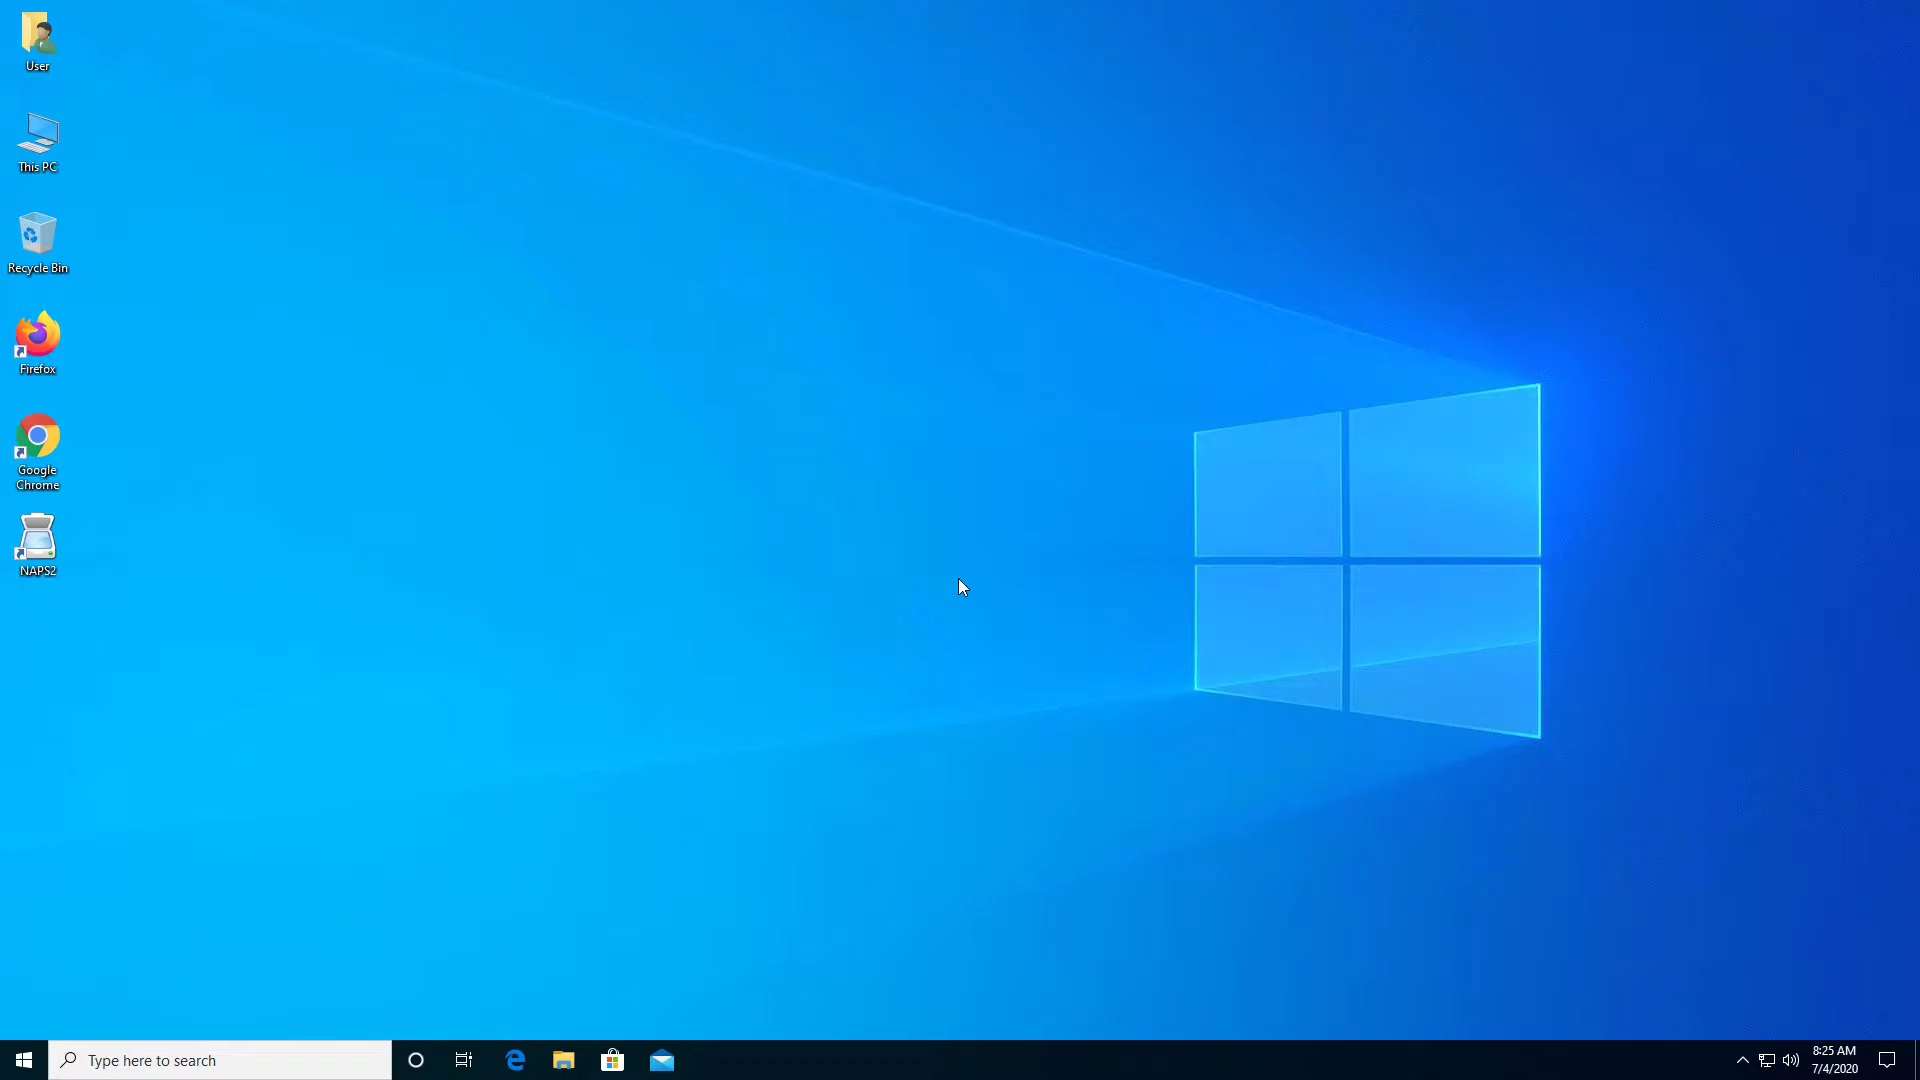 User
This PC
Recycle Bin
Firefox
Google
Chrome
NAPS2
Type here to search
8:25 AM
7/4/2020